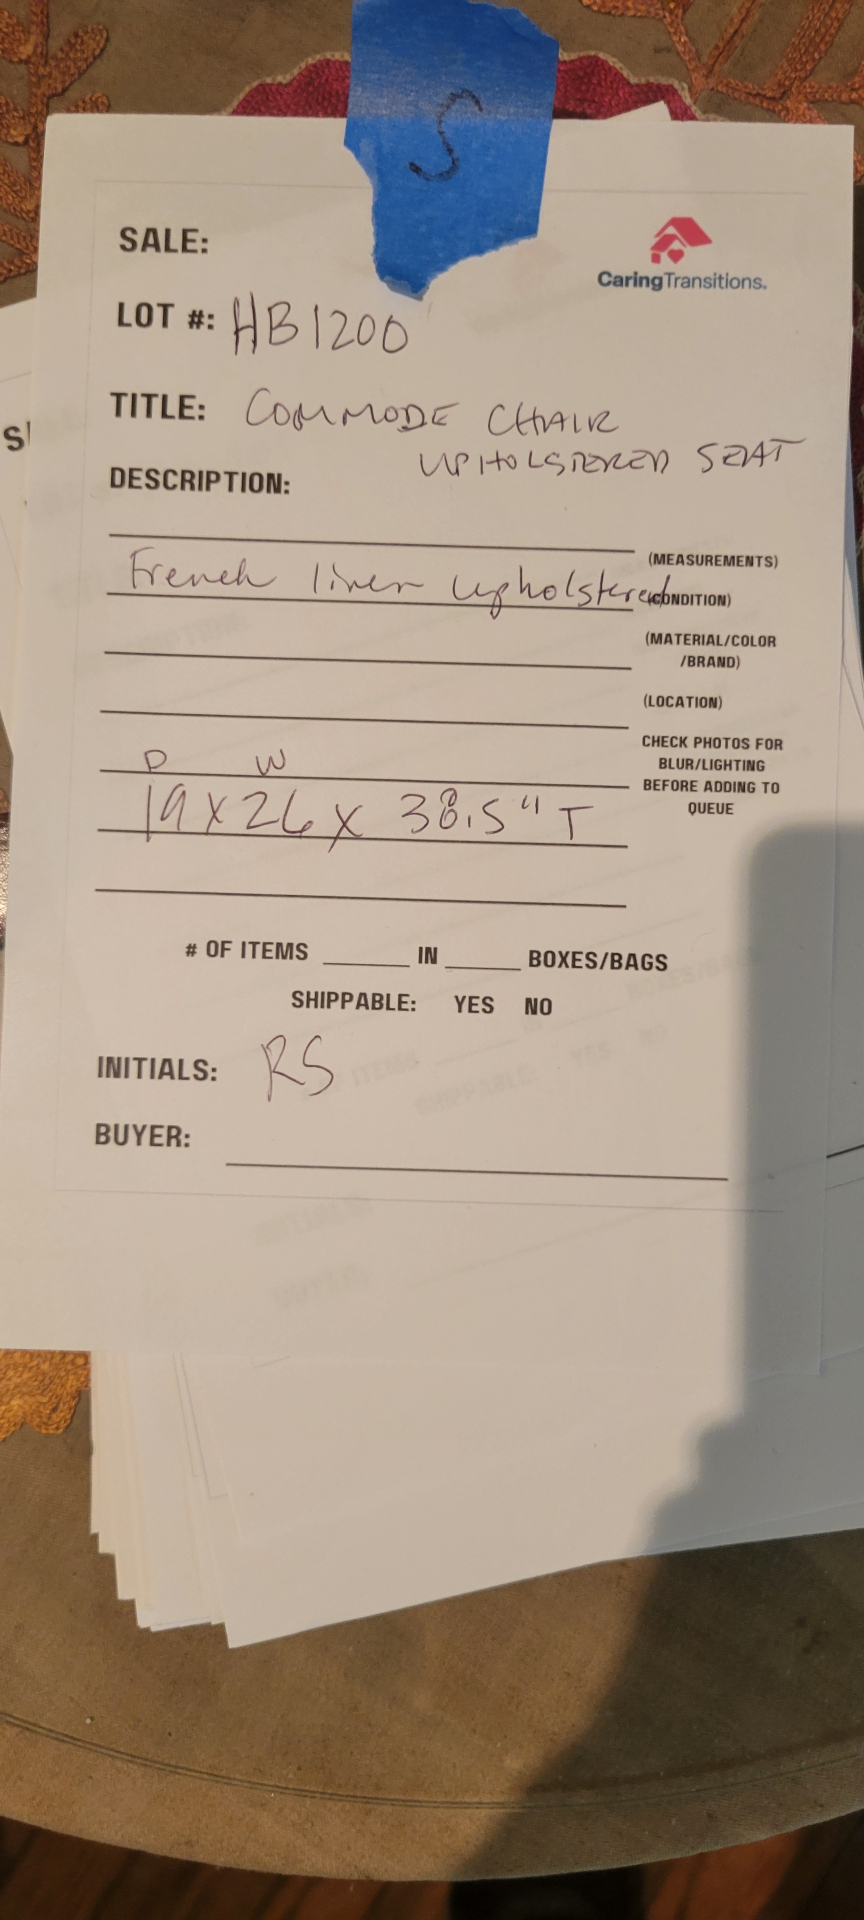 S
SALE:
CaringTransitions.
LOT #: HB1200
TITLE: COMMODE CHAIR
UPHOLSTERED SEAT
DESCRIPTION:
(MEASUREMENTS)
French linen upholstered
(CONDITION)
(MATERIAL/COLOR
/BRAND)
(LOCATION)
CHECK PHOTOS FOR
BLUR/LIGHTING
BEFORE ADDING TO
QUEUE
D W
19 X 26 X 38.5" T
# OF ITEMS ______ IN ______ BOXES/BAGS
SHIPPABLE: YES NO
INITIALS: RS
BUYER: